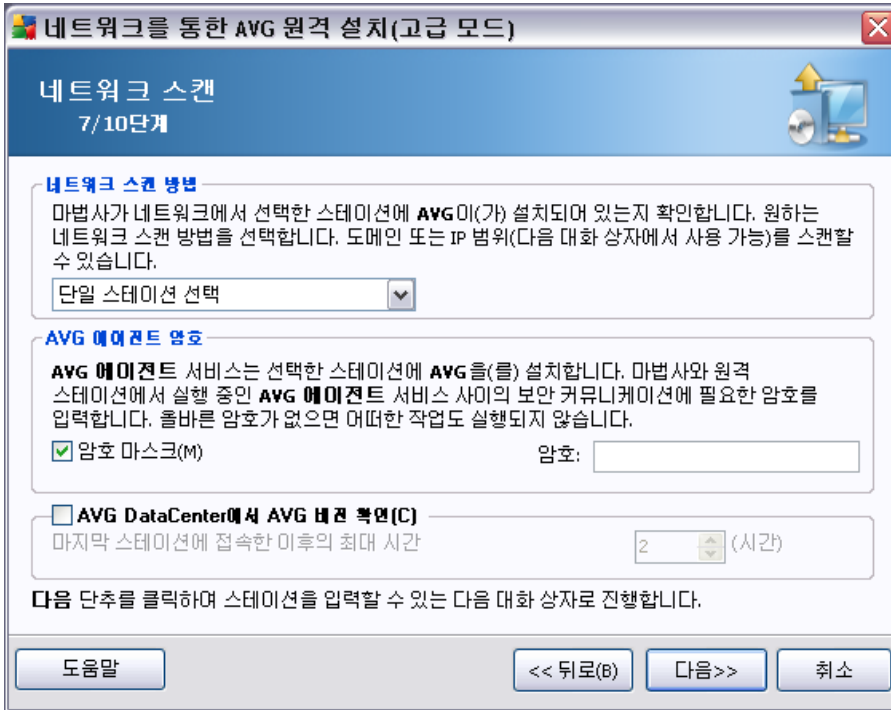 네트워크를 통한 AVG 원격 설치(고급 모드)
네트워크 스캔
7/10단계
네트워크 스캔 방법
마법사가 네트워크에서 선택한 스테이션에 AVG이(가) 설치되어 있는지 확인합니다. 원하는
네트워크 스캔 방법을 선택합니다. 도메인 또는 IP 범위(다음 대화 상자에서 사용 가능)를 스캔할
수 있습니다.
단일 스테이션 선택
AVG 에이전트 암호
AVG 에이전트 서비스는 선택한 스테이션에 AVG을(를) 설치합니다. 마법사와 원격
스테이션에서 실행 중인 AVG 에이전트 서비스 사이의 보안 커뮤니케이션에 필요한 암호를
입력합니다. 올바른 암호가 없으면 어떠한 작업도 실행되지 않습니다.
암호 마스크(M) 암호:
AVG DataCenter에서 AVG 버전 확인(C)
마지막 스테이션에 접속한 이후의 최대 시간 2 (시간)
다음 단추를 클릭하여 스테이션을 입력할 수 있는 다음 대화 상자로 진행합니다.
도움말 << 뒤로(B) 다음>> 취소